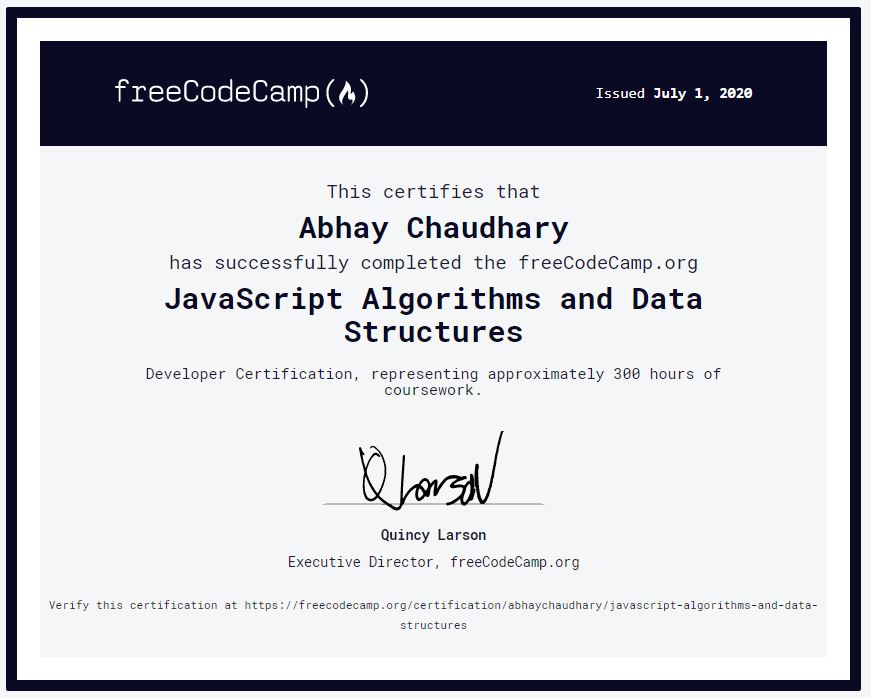 freeCodeCamp(🔥)
Issued July 1, 2020
This certifies that
Abhay Chaudhary
has successfully completed the freeCodeCamp.org
JavaScript Algorithms and Data
Structures
Developer Certification, representing approximately 300 hours of
coursework.
Q Larson
Quincy Larson
Executive Director, freeCodeCamp.org
Verify this certification at https://freecodecamp.org/certification/abhaychaudhary/javascript-algorithms-and-data-
structures